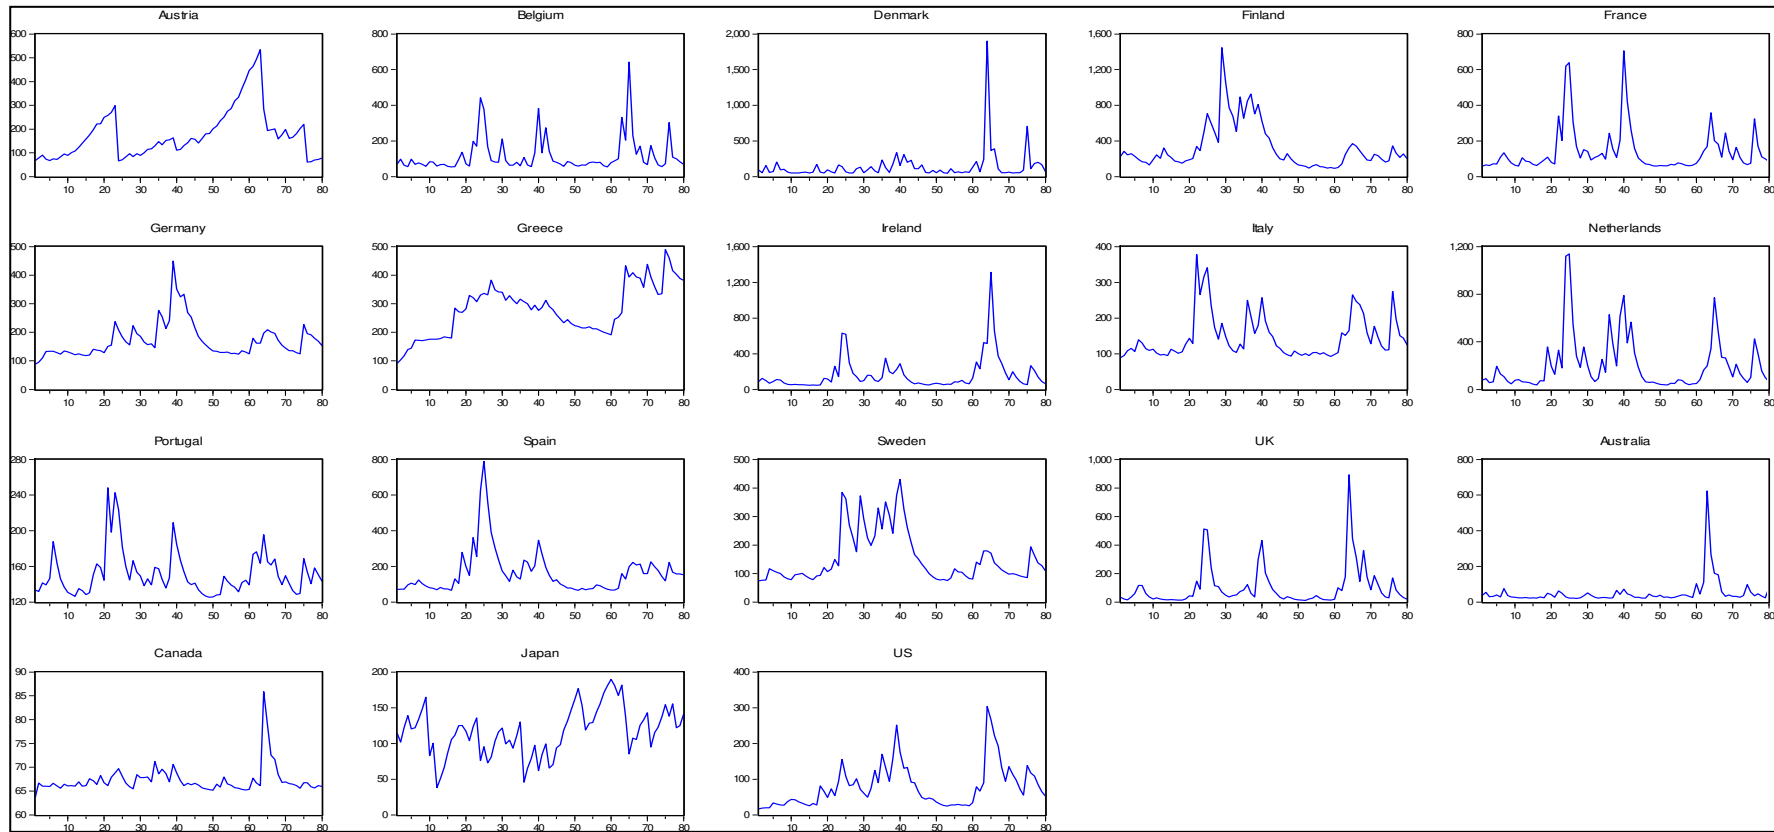 Austria
600
500
400
300
200
100
0
10 20 30 40 50 60 70 80
Belgium
800
600
400
200
0
10 20 30 40 50 60 70 80
Denmark
2,000
1,500
1,000
500
0
10 20 30 40 50 60 70 80
Finland
1,600
1,200
800
400
0
10 20 30 40 50 60 70 80
France
800
600
400
200
0
10 20 30 40 50 60 70 80
Germany
500
400
300
200
100
0
10 20 30 40 50 60 70 80
Greece
500
400
300
200
100
0
10 20 30 40 50 60 70 80
Ireland
1,600
1,200
800
400
0
10 20 30 40 50 60 70 80
Italy
400
300
200
100
0
10 20 30 40 50 60 70 80
Netherlands
1,200
800
400
0
10 20 30 40 50 60 70 80
Portugal
280
240
200
160
120
10 20 30 40 50 60 70 80
Spain
800
600
400
200
0
10 20 30 40 50 60 70 80
Sweden
500
400
300
200
100
0
10 20 30 40 50 60 70 80
UK
1,000
800
600
400
200
0
10 20 30 40 50 60 70 80
Australia
800
600
400
200
0
10 20 30 40 50 60 70 80
Canada
90
85
80
75
70
65
60
10 20 30 40 50 60 70 80
Japan
200
150
100
50
0
10 20 30 40 50 60 70 80
US
400
300
200
100
0
10 20 30 40 50 60 70 80